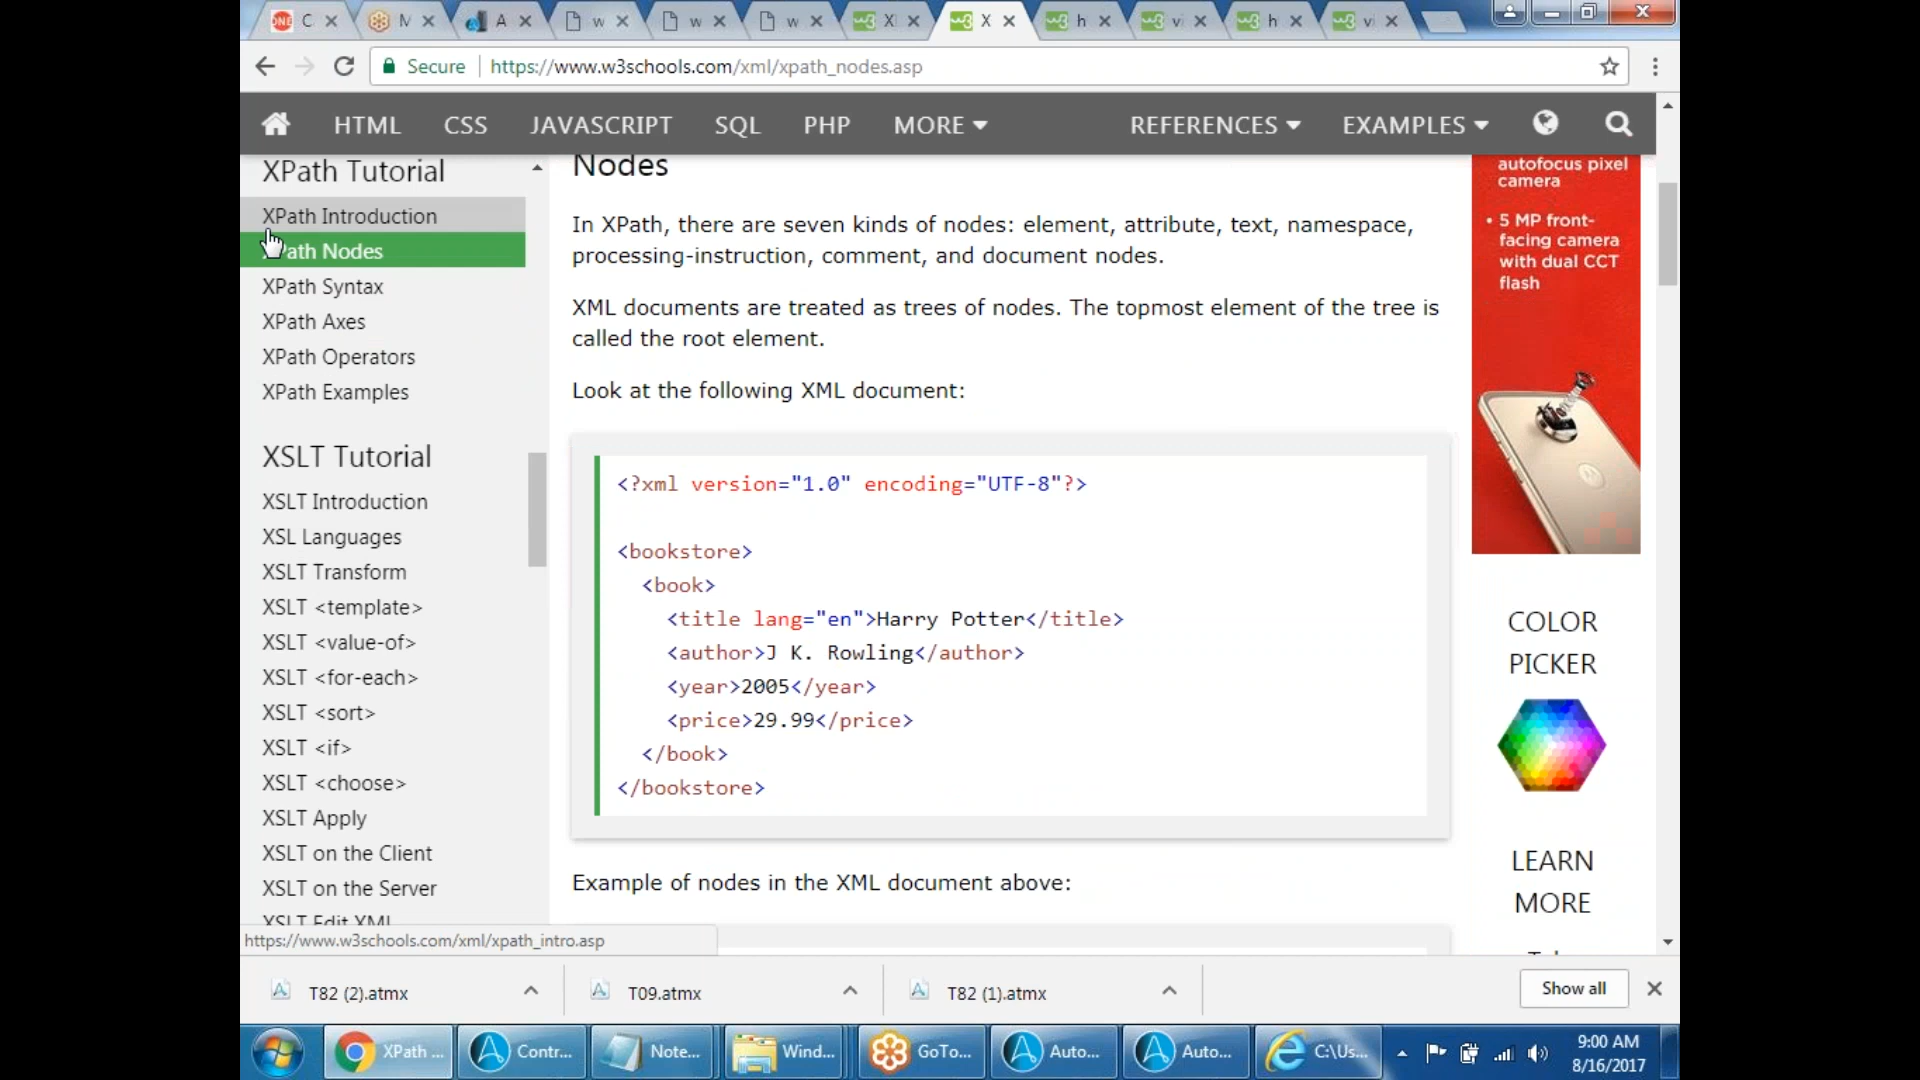 C
M
A
w
w
w
X
X
h
vi
h
vi
Secure
https://www.w3schools.com/xml/xpath_nodes.asp
HTML
CSS
JAVASCRIPT
SQL
PHP
MORE
REFERENCES
EXAMPLES
XPath Tutorial
XPath Introduction
ath Nodes
XPath Syntax
XPath Axes
XPath Operators
XPath Examples
XSLT Tutorial
XSLT Introduction
XSL Languages
XSLT Transform
XSLT <template>
XSLT <value-of>
XSLT <for-each>
XSLT <sort>
XSLT <if>
XSLT <choose>
XSLT Apply
XSLT on the Client
XSLT on the Server
XSLT Edit XML
https://www.w3schools.com/xml/xpath_intro.asp
Nodes
In XPath, there are seven kinds of nodes: element, attribute, text, namespace,
processing-instruction, comment, and document nodes.
XML documents are treated as trees of nodes. The topmost element of the tree is
called the root element.
Look at the following XML document:
<?xml version="1.0" encoding="UTF-8"?>
<bookstore>
<book>
<title lang="en">Harry Potter</title>
<author>J K. Rowling</author>
<year>2005</year>
<price>29.99</price>
</book>
</bookstore>
Example of nodes in the XML document above:
autofocus pixel
camera
• 5 MP front-
facing camera
with dual CCT
flash
COLOR
PICKER
LEARN
MORE
T82 (2).atmx
T09.atmx
T82 (1).atmx
Show all
XPath ...
Contr...
Note...
Wind...
GoTo...
Auto...
Auto...
C:\Us...
9:00 AM
8/16/2017